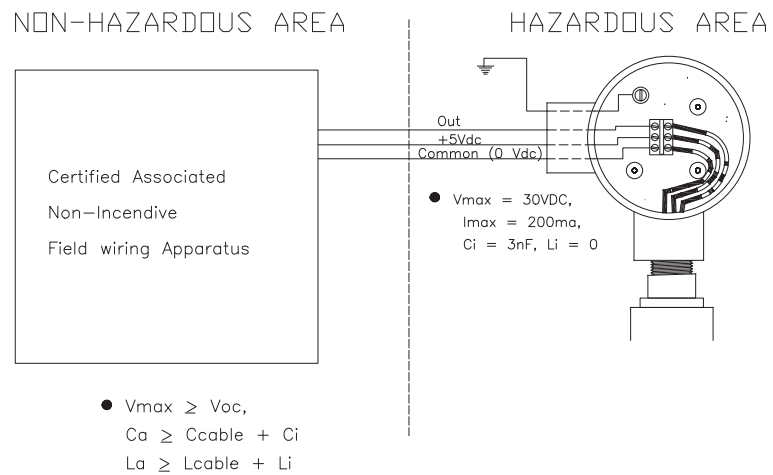 NON-HAZARDOUS AREA
HAZARDOUS AREA
Out
+5Vdc
Common (0 Vdc)
Certified Associated
Non-Incendive
Field wiring Apparatus
● Vmax = 30VDC,
Imax = 200ma,
Ci = 3nF, Li = 0
● Vmax ≥ Voc,
Ca ≥ Ccable + Ci
La ≥ Lcable + Li